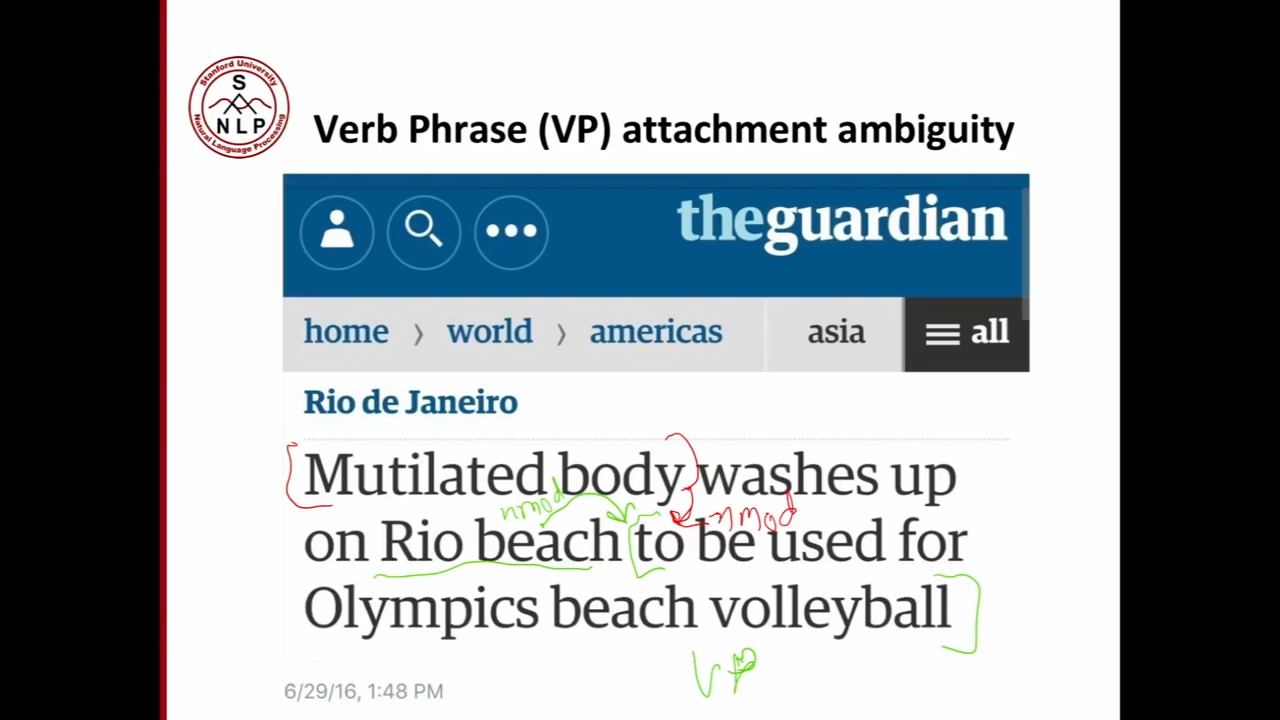 Stanford University
S
NLP
Natural Language Processing
Verb Phrase (VP) attachment ambiguity
theguardian
home › world › americas asia all
Rio de Janeiro
Mutilated body washes up
nmod nmod
on Rio beach to be used for
Olympics beach volleyball
VP
6/29/16, 1:48 PM